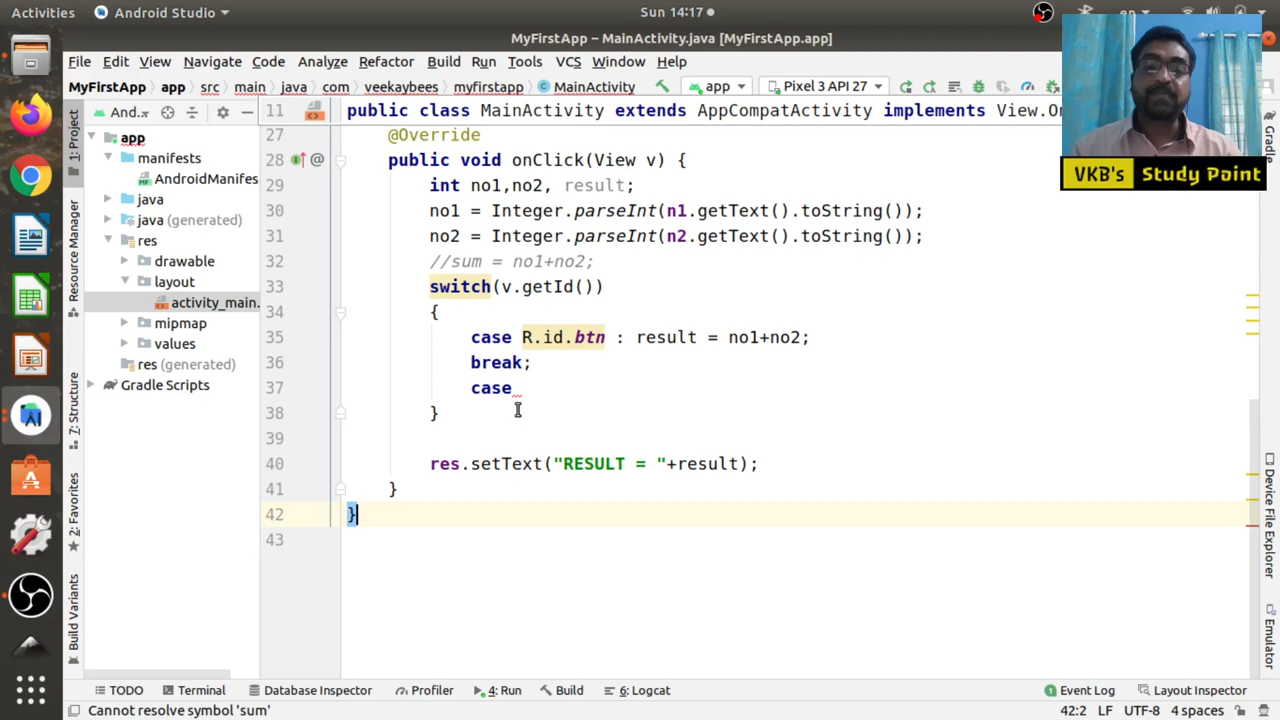 Activities
Android Studio
Sun 14:17
MyFirstApp – MainActivity.java [MyFirstApp.app]
File Edit View Navigate Code Analyze Refactor Build Run Tools VCS Window Help
MyFirstApp app src main java com veekaybees myfirstapp MainActivity app Pixel 3 API 27
And...
11 public class MainActivity extends AppCompatActivity implements View.On
VKB's Study Point
1: Project
Resource Manager
7: Structure
2: Favorites
Build Variants
app
manifests
AndroidManifes
java
java (generated)
res
drawable
layout
activity_main.
mipmap
values
res (generated)
Gradle Scripts
27 @Override
28 public void onClick(View v) {
29 int no1,no2, result;
30 no1 = Integer.parseInt(n1.getText().toString());
31 no2 = Integer.parseInt(n2.getText().toString());
32 //sum = no1+no2;
33 switch(v.getId())
34 {
35 case R.id.btn : result = no1+no2;
36 break;
37 case
38 }
39
40 res.setText("RESULT = "+result);
41 }
42 }
43
Gradle
Device File Explorer
Emulator
TODO Terminal Database Inspector Profiler 4: Run Build 6: Logcat 1 Event Log Layout Inspector
Cannot resolve symbol 'sum' 42:2 LF UTF-8 4 spaces